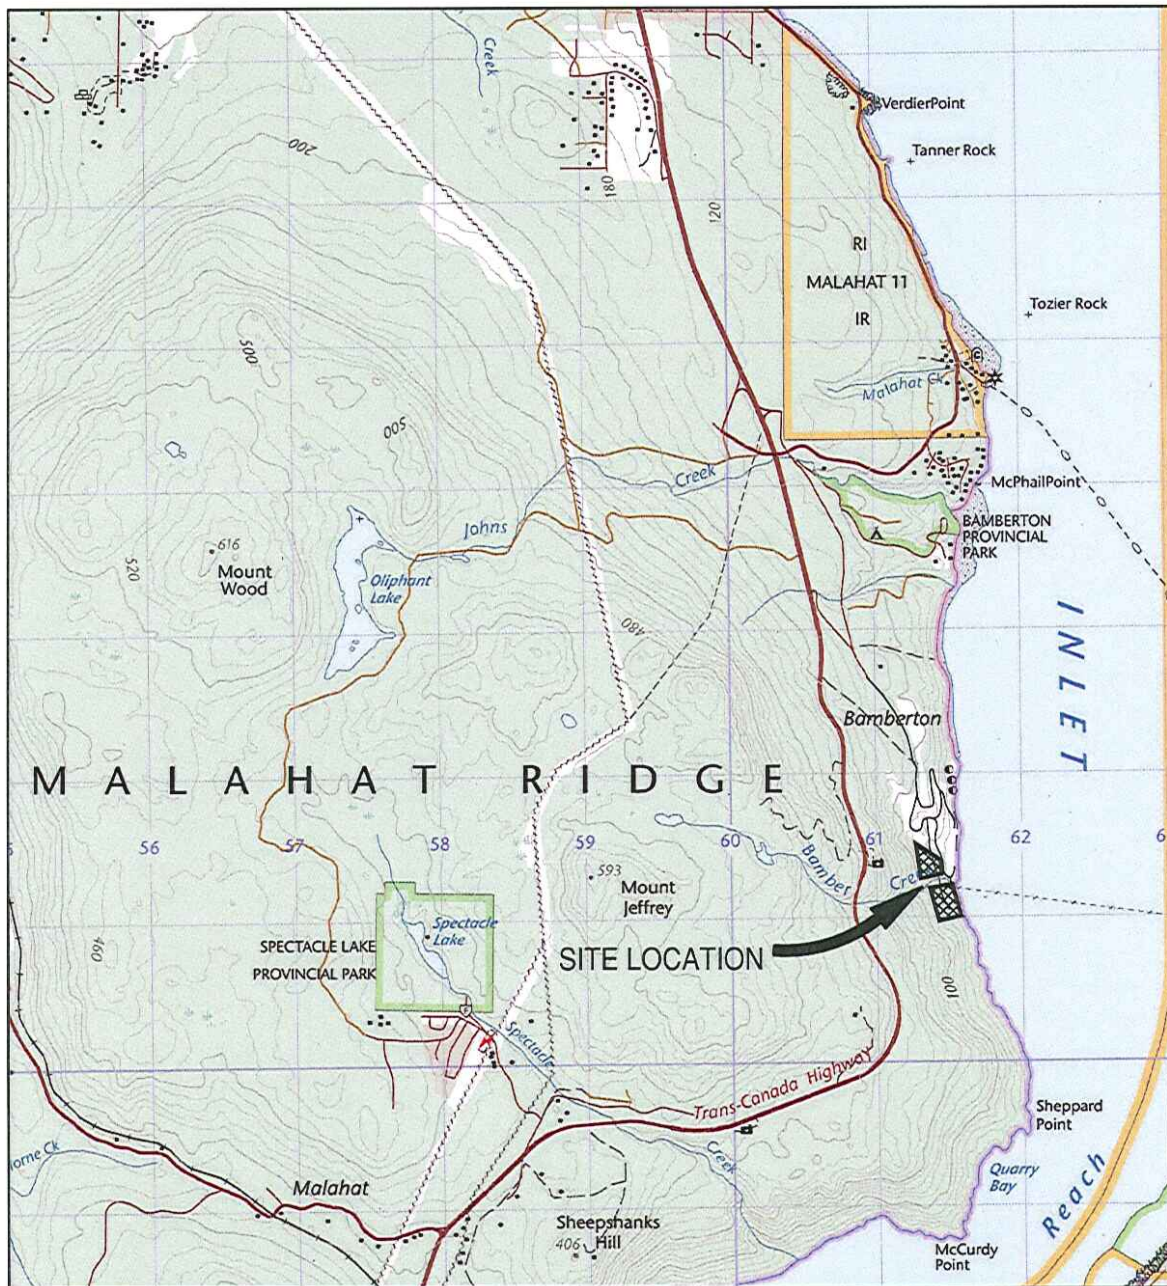 Creek
200
180
120
VerdierPoint
Tanner Rock
RI
MALAHAT 11
IR
Tozier Rock
500
Malahat Ck
500
Creek
McPhailPoint
Johns
BAMBERTON
PROVINCIAL
PARK
616
Mount
Wood
520
Oliphant
Lake
480
INLET
Bamberton
MALAHAT RIDGE
56
57
58
59
60
61
62
593
Mount
Jeffrey
Bamber
Cre
460
Spectacle
Lake
SPECTACLE LAKE
PROVINCIAL PARK
SITE LOCATION
100
Spectacle
Creek
Trans-Canada Highway
Sheppard
Point
Quarry
Bay
Reach
orne Ck
Malahat
Sheepshanks
Hill
406
McCurdy
Point